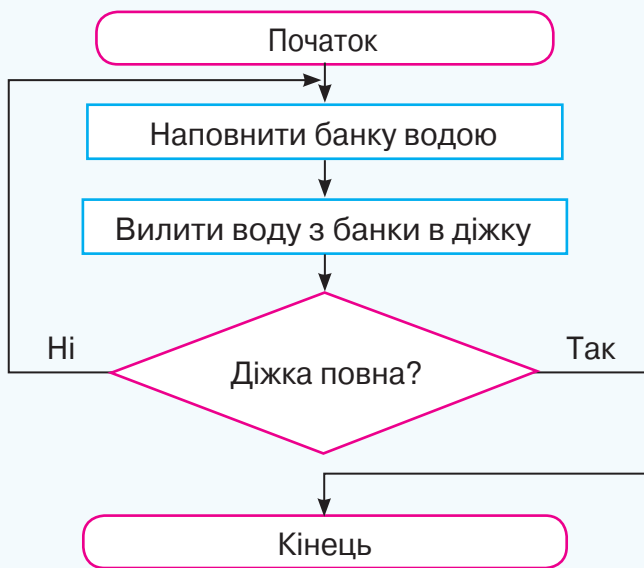 Початок
Наповнити банку водою
Вилити воду з банки в діжку
Ні
Діжка повна?
Так
Кінець